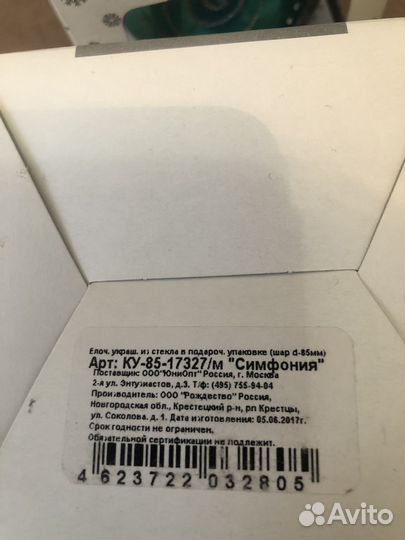 Елоч. украш. из стекла в подароч. упаковке (шар d-85мм)
Арт: КУ-85-17327/м "Симфония"
Поставщик: ООО"ЮниОпт" Россия, г. Москва
2-я ул. Энтузиастов, д.3. Т/ф: (495) 755-94-04
Производитель: ООО "Рождество" Россия,
Новгородская обл., Крестецкий р-н, рп Крестцы,
ул. Соколова, д. 1. Дата изготовления: 05.06.2017г.
Срок годности не ограничен.
Обязательной сертификации не подлежит.
4 623722 032805
Avito